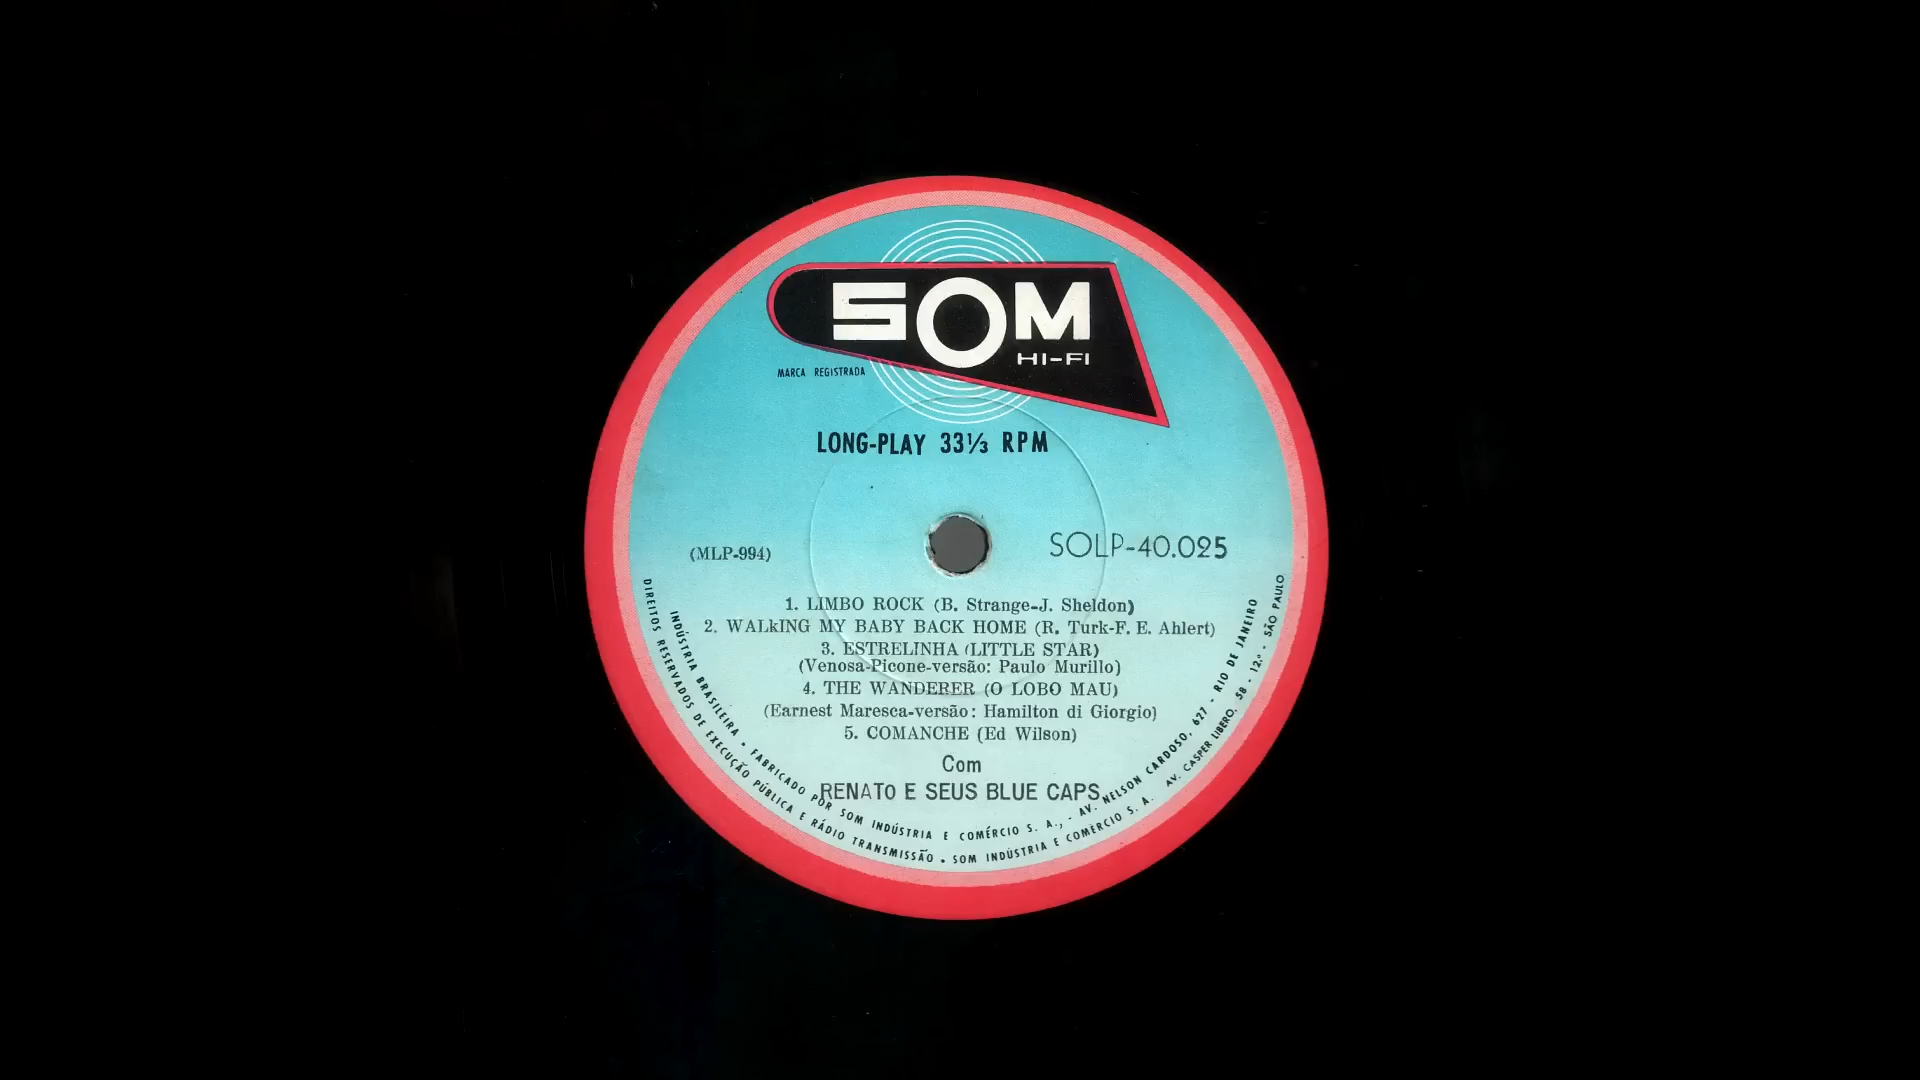 SOM
HI-FI
MARCA REGISTRADA
LONG-PLAY 33⅓ RPM
(MLP-994)
SOLP-40.025
1. LIMBO ROCK (B. Strange-J. Sheldon)
2. WALkING MY BABY BACK HOME (R. Turk-F. E. Ahlert)
3. ESTRELINHA (LITTLE STAR)
(Venosa-Picone-versão: Paulo Murillo)
4. THE WANDERER (O LOBO MAU)
(Earnest Maresca-versão: Hamilton di Giorgio)
5. COMANCHE (Ed Wilson)
Com
RENATO E SEUS BLUE CAPS
INDÚSTRIA BRASILEIRA • FABRICADO POR SOM INDÚSTRIA E COMÉRCIO S. A., - AV. NELSON CARDOSO, 627 - RIO DE JANEIRO
DIREITOS RESERVADOS DE EXECUÇÃO PÚBLICA E RÁDIO TRANSMISSÃO • SOM INDÚSTRIA E COMÉRCIO S. A. AV. CASPER LIBERO, 58 - 12.º - SÃO PAULO